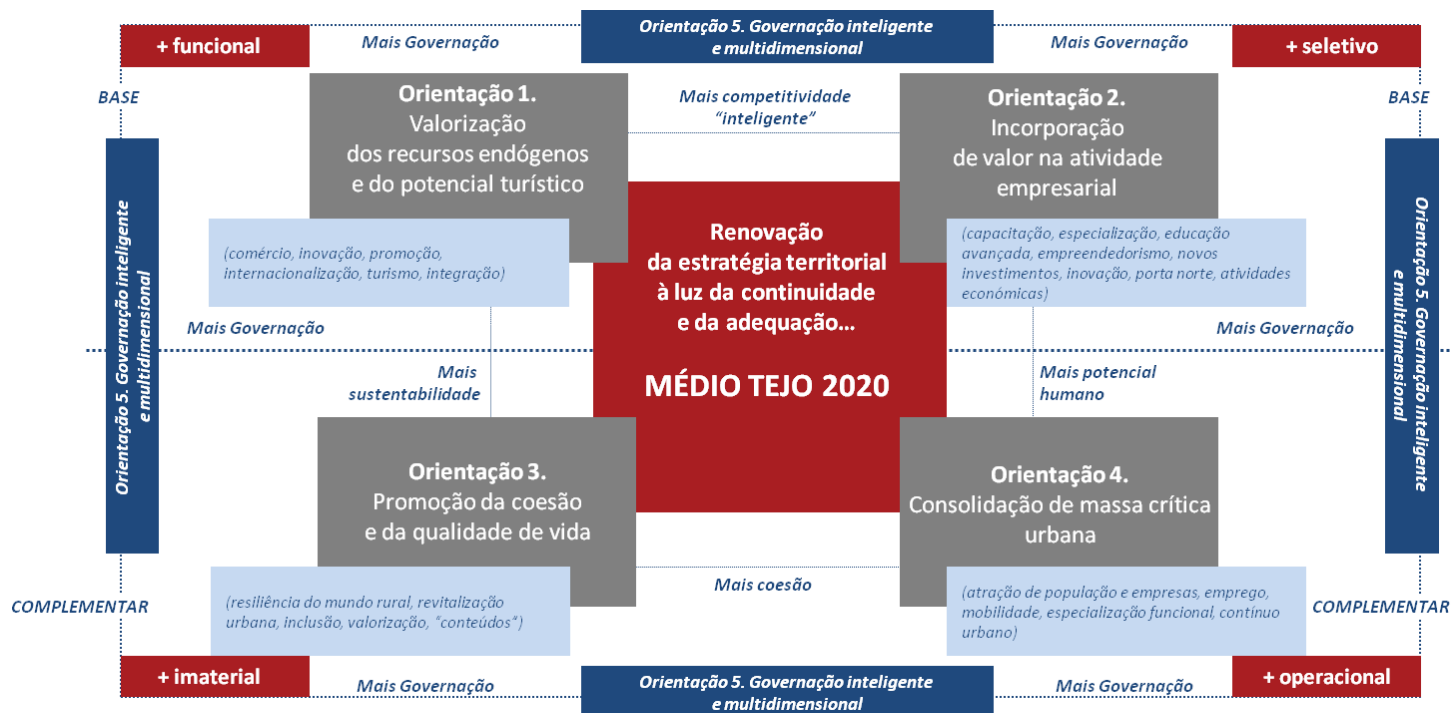 + funcional
Mais Governação
Orientação 5. Governação inteligente
e multidimensional
Mais Governação
+ seletivo
BASE
BASE
Orientação 1.
Valorização
dos recursos endógenos
e do potencial turístico
Mais competitividade
“inteligente”
Orientação 2.
Incorporação
de valor na atividade
empresarial
(comércio, inovação, promoção,
internacionalização, turismo, integração)
Renovação
da estratégia territorial
à luz da continuidade
e da adequação...
MÉDIO TEJO 2020
(capacitação, especialização, educação
avançada, empreendedorismo, novos
investimentos, inovação, porta norte, atividades
económicas)
Orientação 5. Governação inteligente
e multidimensional
Orientação 5. Governação inteligente
e multidimensional
Mais Governação
Mais Governação
Mais
sustentabilidade
Mais potencial
humano
Orientação 3.
Promoção da coesão
e da qualidade de vida
Orientação 4.
Consolidação de massa crítica
urbana
Mais coesão
(resiliência do mundo rural, revitalização
urbana, inclusão, valorização, “conteúdos“)
(atração de população e empresas, emprego,
mobilidade, especialização funcional, contínuo
urbano)
COMPLEMENTAR
COMPLEMENTAR
+ imaterial
Mais Governação
Orientação 5. Governação inteligente
e multidimensional
Mais Governação
+ operacional